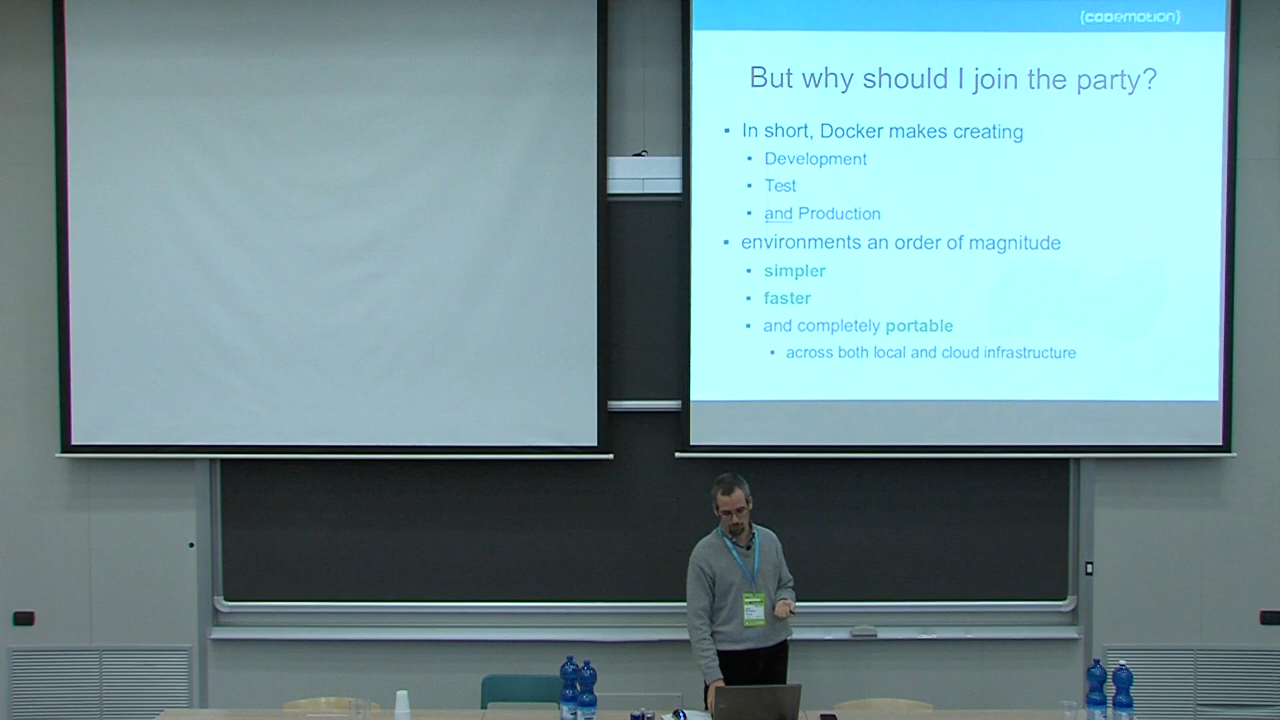 {codemotion}
But why should I join the party?
In short, Docker makes creating
Development
Test
and Production
environments an order of magnitude
simpler
faster
and completely portable
across both local and cloud infrastructure